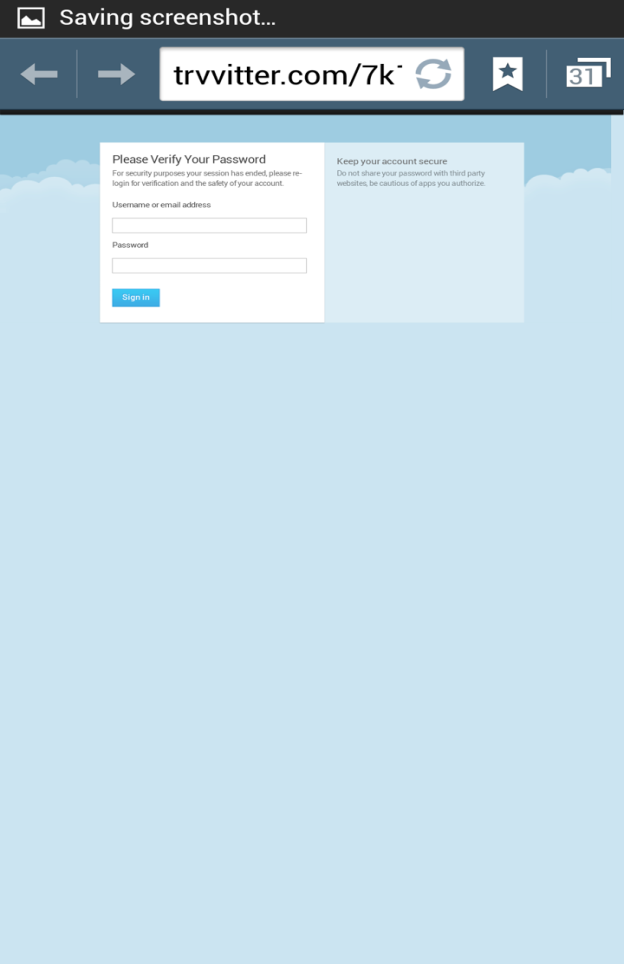 Saving screenshot...
trvvitter.com/7k
31
Please Verify Your Password
For security purposes your session has ended, please re-
login for verification and the safety of your account.
Username or email address
Password
Sign in
Keep your account secure
Do not share your password with third party
websites, be cautious of apps you authorize.